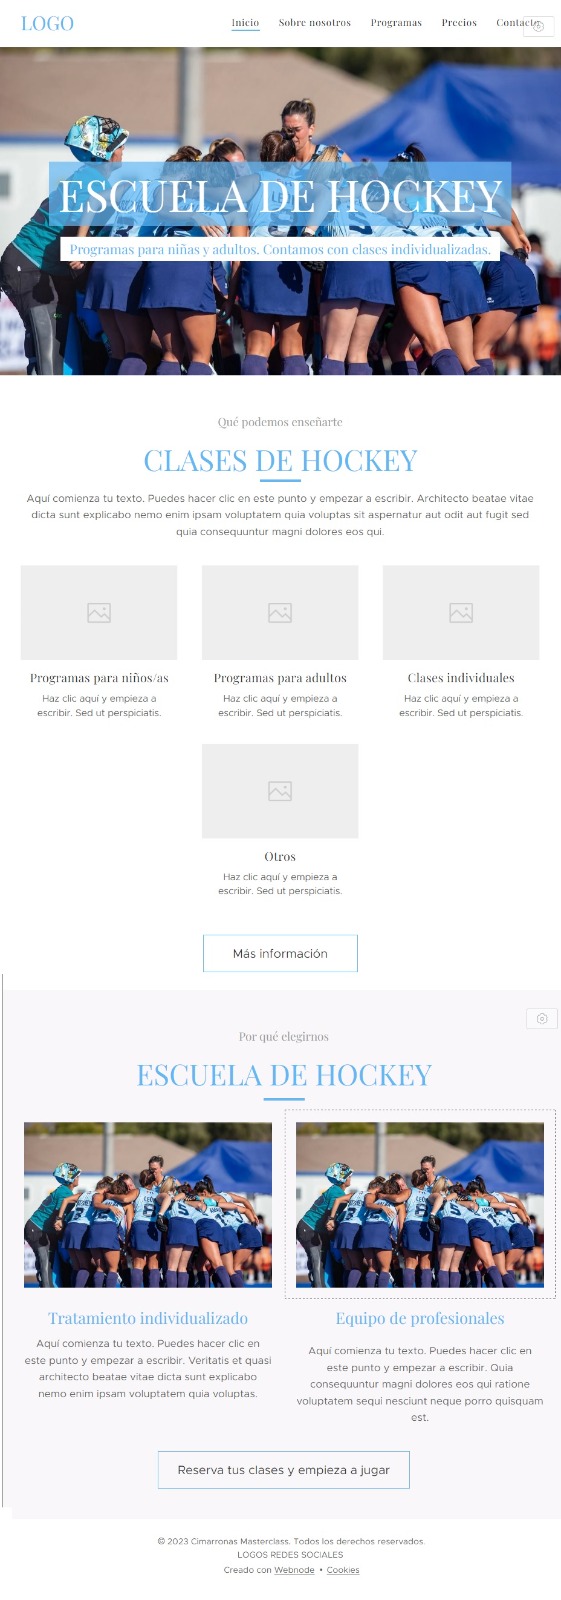 LOGO
Inicio Sobre nosotros Programas Precios Contacto
ESCUELA DE HOCKEY
Programas para niñas y adultos. Contamos con clases individualizadas.
Qué podemos enseñarte
CLASES DE HOCKEY
Aquí comienza tu texto. Puedes hacer clic en este punto y empezar a escribir. Architecto beatae vitae
dicta sunt explicabo nemo enim ipsam voluptatem quia voluptas sit aspernatur aut odit aut fugit sed
quia consequuntur magni dolores eos qui.
Programas para niños/as
Haz clic aquí y empieza a
escribir. Sed ut perspiciatis.
Programas para adultos
Haz clic aquí y empieza a
escribir. Sed ut perspiciatis.
Clases individuales
Haz clic aquí y empieza a
escribir. Sed ut perspiciatis.
Otros
Haz clic aquí y empieza a
escribir. Sed ut perspiciatis.
Más información
Por qué elegirnos
ESCUELA DE HOCKEY
Tratamiento individualizado
Aquí comienza tu texto. Puedes hacer clic en
este punto y empezar a escribir. Veritatis et quasi
architecto beatae vitae dicta sunt explicabo
nemo enim ipsam voluptatem quia voluptas.
Equipo de profesionales
Aquí comienza tu texto. Puedes hacer clic en
este punto y empezar a escribir. Quia
consequuntur magni dolores eos qui ratione
voluptatem sequi nesciunt neque porro quisquam
est.
Reserva tus clases y empieza a jugar
© 2023 Cimarronas Masterclass. Todos los derechos reservados.
LOGOS REDES SOCIALES
Creado con Webnode • Cookies